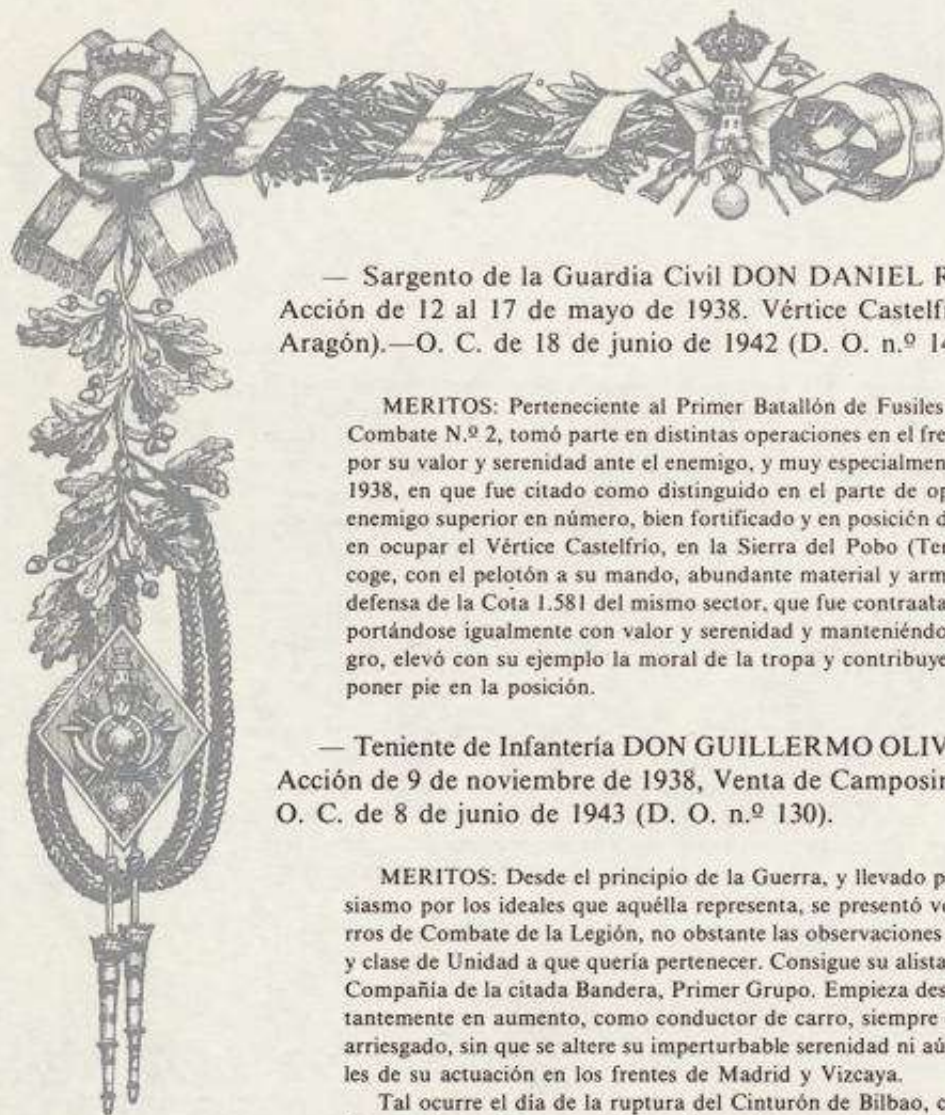 — Sargento de la Guardia Civil DON DANIEL
Acción de 12 al 17 de mayo de 1938. Vértice Castelf
Aragón).—O. C. de 18 de junio de 1942 (D. O. n.º 14
MERITOS: Perteneciente al Primer Batallón de Fusiles
Combate N.º 2, tomó parte en distintas operaciones en el fre
por su valor y serenidad ante el enemigo, y muy especialmen
1938, en que fue citado como distinguido en el parte de op
enemigo superior en número, bien fortificado y en posición d
en ocupar el Vértice Castelfrío, en la Sierra del Pobo (Ter
coge, con el pelotón a su mando, abundante material y arm
defensa de la Cota 1.581 del mismo sector, que fue contraata
portándose igualmente con valor y serenidad y manteniéndo
gro, elevó con su ejemplo la moral de la tropa y contribuye
poner pie en la posición.
— Teniente de Infantería DON GUILLERMO OLIV
Acción de 9 de noviembre de 1938, Venta de Camposin
O. C. de 8 de junio de 1943 (D. O. n.º 130).
MERITOS: Desde el principio de la Guerra, y llevado p
siasmo por los ideales que aquélla representa, se presentó v
rros de Combate de la Legión, no obstante las observaciones
y clase de Unidad a que quería pertenecer. Consigue su alista
Compañía de la citada Bandera, Primer Grupo. Empieza des
tantemente en aumento, como conductor de carro, siempre
arriesgado, sin que se altere su imperturbable serenidad ni aú
les de su actuación en los frentes de Madrid y Vizcaya.
Tal ocurre el día de la ruptura del Cinturón de Bilbao, c